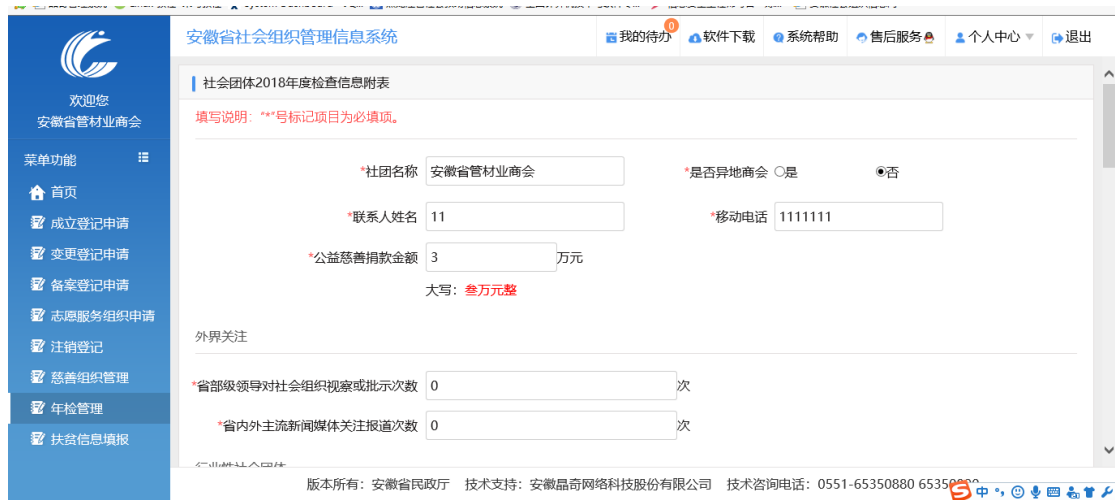 安徽省社会组织管理信息系统
我的待办 0 软件下载 系统帮助 售后服务 个人中心 退出
欢迎您
安徽省管材业商会
菜单功能
首页
成立登记申请
变更登记申请
备案登记申请
志愿服务组织申请
注销登记
慈善组织管理
年检管理
扶贫信息填报
社会团体2018年度检查信息附表
填写说明：“*”号标记项目为必填项。
*社团名称 安徽省管材业商会 *是否异地商会 是 否
*联系人姓名 11 *移动电话 1111111
*公益慈善捐款金额 3 万元
大写：叁万元整
外界关注
*省部级领导对社会组织视察或批示次数 0 次
*省内外主流新闻媒体关注报道次数 0 次
行业性社会团体
版本所有：安徽省民政厅 技术支持：安徽晶奇网络科技股份有限公司 技术咨询电话：0551-65350880
中